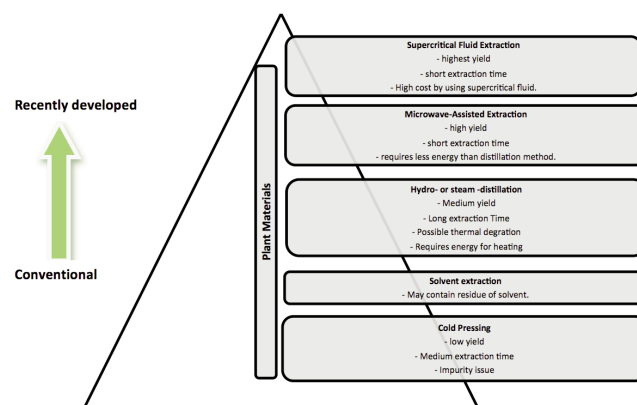 Supercritical Fluid Extraction
- highest yield
- short extraction time
- High cost by using supercritical fluid.
Recently developed
Microwave-Assisted Extraction
- high yield
- short extraction time
- requires less energy than distillation method.
Hydro- or steam -distillation
- Medium yield
- Long extraction Time
- Possible thermal degration
- Requires energy for heating
Plant Materials
Conventional
Solvent extraction
- May contain residue of solvent.
Cold Pressing
- low yield
- Medium extraction time
- Impurity issue